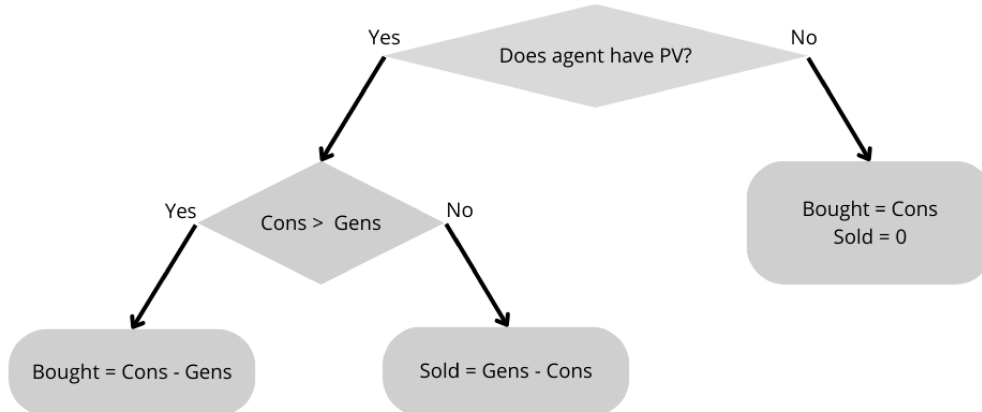 Yes
Does agent have PV?
No
Yes
Cons > Gens
No
Bought = Cons
Sold = 0
Bought = Cons - Gens
Sold = Gens - Cons